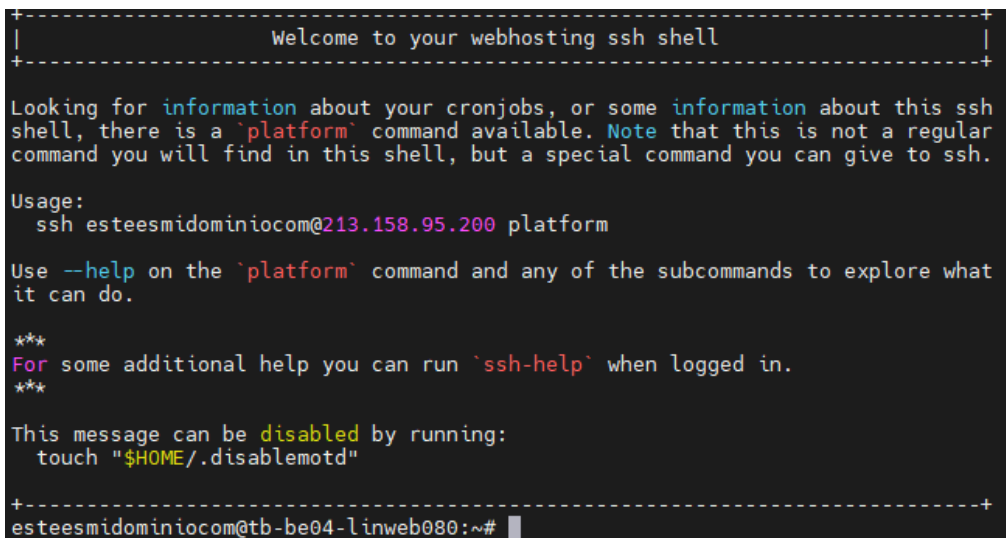 +------------------------------------------------------------------------------+
|                     Welcome to your webhosting ssh shell                     |
+------------------------------------------------------------------------------+
Looking for information about your cronjobs, or some information about this ssh
shell, there is a `platform` command available. Note that this is not a regular
command you will find in this shell, but a special command you can give to ssh.
Usage:
  ssh esteesmidominiocom@213.158.95.200 platform
Use --help on the `platform` command and any of the subcommands to explore what
it can do.
***
For some additional help you can run `ssh-help` when logged in.
***
This message can be disabled by running:
  touch "$HOME/.disablemotd"
+------------------------------------------------------------------------------+
esteesmidominiocom@tb-be04-linweb080:~#